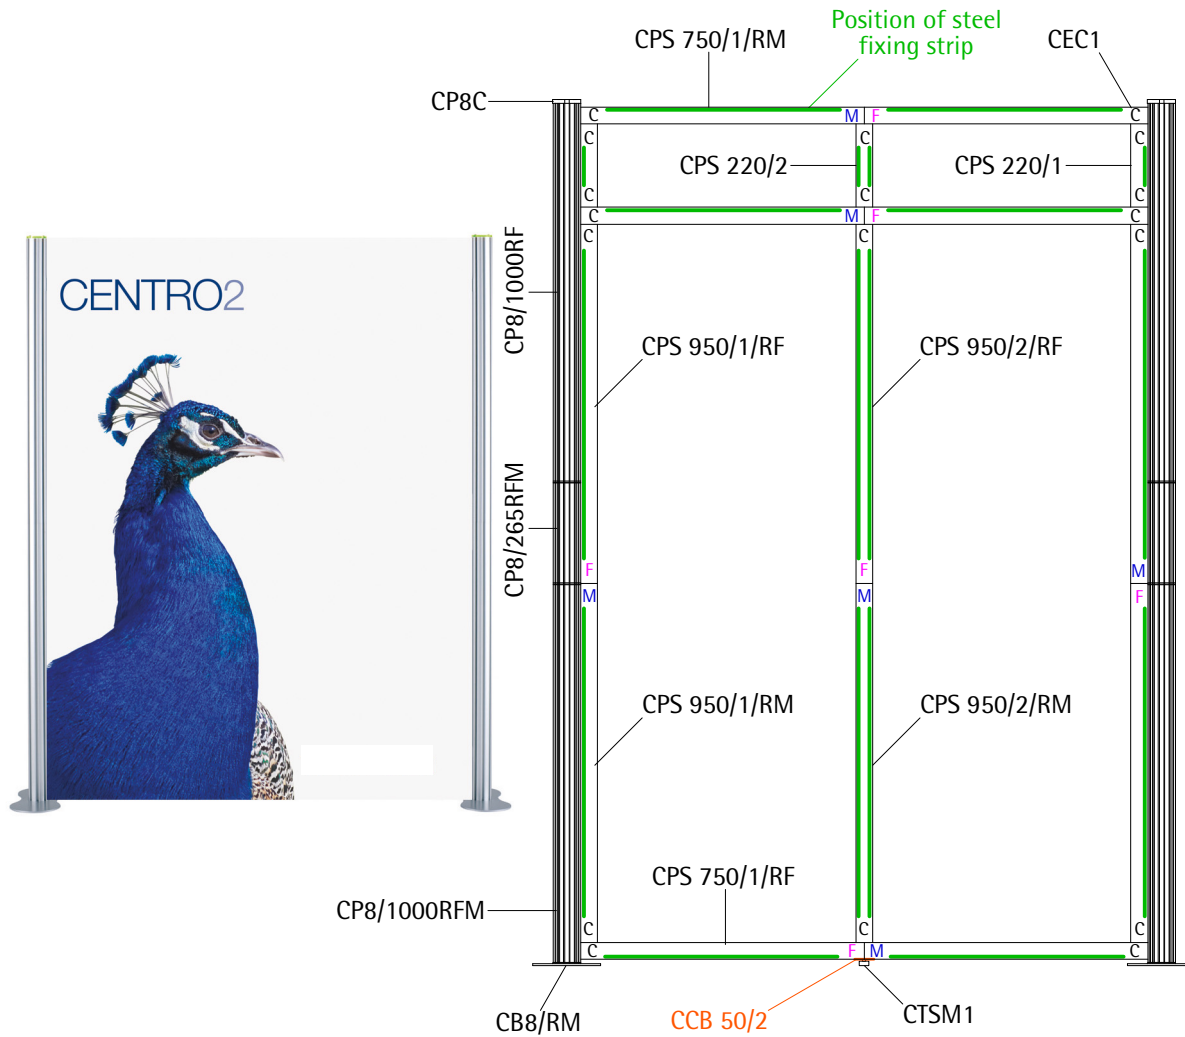 Position of steel
fixing strip
CPS 750/1/RM
CEC1
CP8C
C M F C
C C
CPS 220/2
CPS 220/1
C C
C M F C
C C C
CENTRO2
CP8/1000RF
CPS 950/1/RF
CPS 950/2/RF
CP8/265RFM
F F M
M M F
CPS 950/1/RM
CPS 950/2/RM
CPS 750/1/RF
CP8/1000RFM
C C C
C F M C
CB8/RM
CCB 50/2
CTSM1